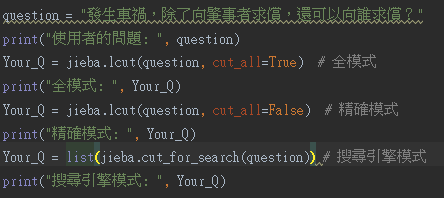 question = "發生車禍，除了向肇事者求償，還可以向誰求償？"
print("使用者的問題: ", question)
Your_Q = jieba.lcut(question, cut_all=True)  # 全模式
print("全模式: ", Your_Q)
Your_Q = jieba.lcut(question, cut_all=False)  # 精確模式
print("精確模式: ", Your_Q)
Your_Q = list(jieba.cut_for_search(question)) # 搜尋引擎模式
print("搜尋引擎模式: ", Your_Q)